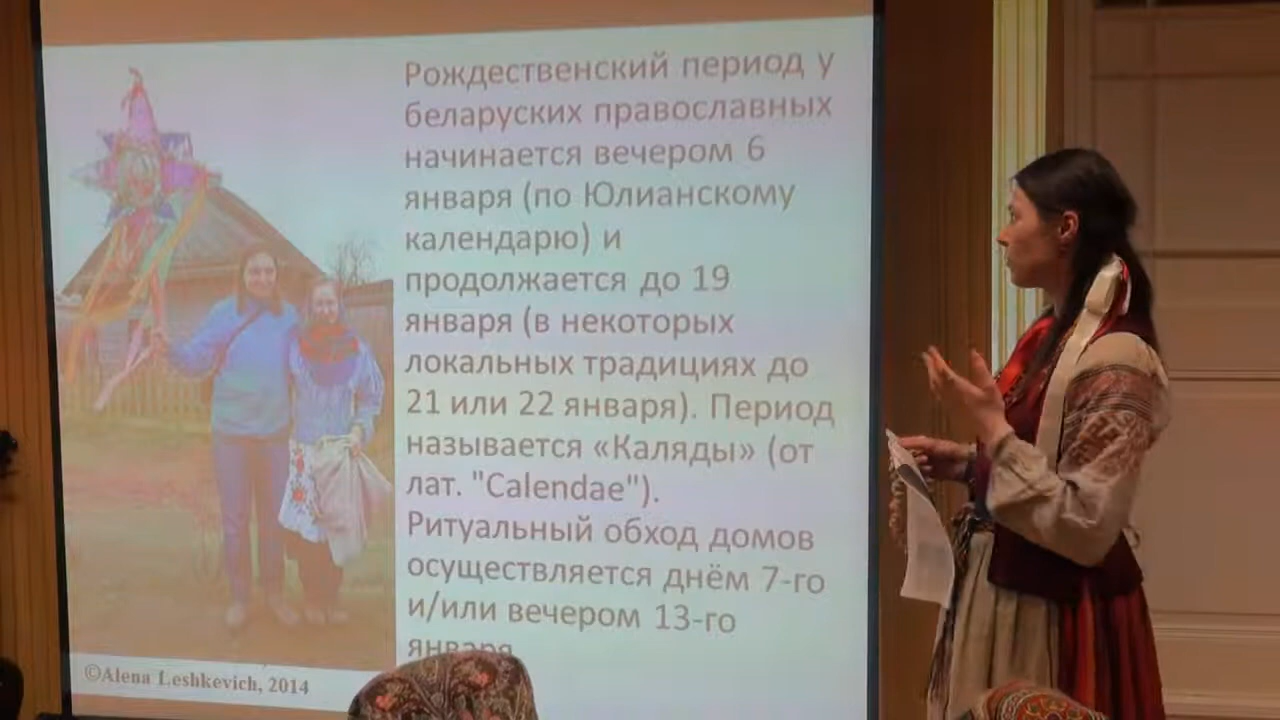 Рождественский период у
беларуских православных
начинается вечером 6
января (по Юлианскому
календарю) и
продолжается до 19
января (в некоторых
локальных традициях до
21 или 22 января). Период
называется «Каляды» (от
лат. "Calendae").
Ритуальный обход домов
осуществляется днём 7-го
и/или вечером 13-го
января
©Alena Leshkevich, 2014